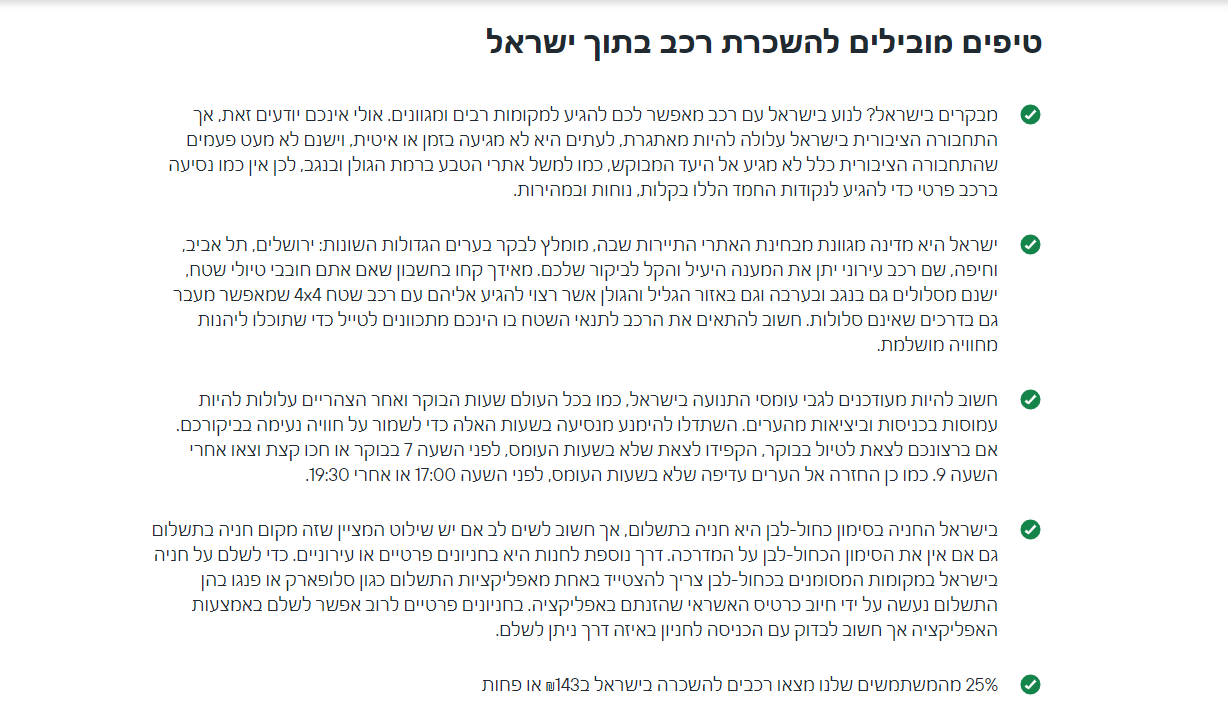 טיפים מובילים להשכרת רכב בתוך ישראל
מבקרים בישראל? לנוע בישראל עם רכב מאפשר לכם להגיע למקומות רבים ומגוונים. אולי אינכם יודעים זאת, אך
התחבורה הציבורית בישראל עלולה להיות מאתגרת, לעתים היא לא מגיעה בזמן או איטית, וישנם לא מעט פעמים
שהתחבורה הציבורית כלל לא מגיע אל היעד המבוקש, כמו למשל אתרי הטבע ברמת הגולן ובנגב, לכן אין כמו נסיעה
ברכב פרטי כדי להגיע לנקודות החמד הללו בקלות, נוחות ובמהירות.
ישראל היא מדינה מגוונת מבחינת האתרי התיירות שבה, מומלץ לבקר בערים הגדולות השונות: ירושלים, תל אביב,
וחיפה, שם רכב עירוני יתן את המענה היעיל והקל לביקור שלכם. מאידך קחו בחשבון שאם אתם חובבי טיולי שטח,
ישנם מסלולים גם בנגב ובערבה וגם באזור הגליל והגולן אשר רצוי להגיע אליהם עם רכב שטח 4x4 שמאפשר מעבר
גם בדרכים שאינם סלולות. חשוב להתאים את הרכב לתנאי השטח בו הינכם מתכוונים לטייל כדי שתוכלו ליהנות
מחוויה מושלמת.
חשוב להיות מעודכנים לגבי עומסי התנועה בישראל, כמו בכל העולם שעות הבוקר ואחר הצהריים עלולות להיות
עמוסות בכניסות וביציאות מהערים. השתדלו להימנע מנסיעה בשעות האלה כדי לשמור על חוויה נעימה בביקורכם.
אם ברצונכם לצאת לטיול בבוקר, הקפידו לצאת שלא בשעות העומס, לפני השעה 7 בבוקר או חכו קצת וצאו אחרי
השעה 9. כמו כן החזרה אל הערים עדיפה שלא בשעות העומס, לפני השעה 17:00 או אחרי 19:30.
בישראל החניה בסימון כחול-לבן היא חניה בתשלום, אך חשוב לשים לב אם יש שילוט המציין שזה מקום חניה בתשלום
גם אם אין את הסימון הכחול-לבן על המדרכה. דרך נוספת לחנות היא בחניונים פרטיים או עירוניים. כדי לשלם על חניה
בישראל במקומות המסומנים בכחול-לבן צריך להצטייד באחת מאפליקציות התשלום כגון סלופארק או פנגו בהן
התשלום נעשה על ידי חיוב כרטיס האשראי שהזנתם באפליקציה. בחניונים פרטיים לרוב אפשר לשלם באמצעות
האפליקציה אך חשוב לבדוק עם הכניסה לחניון באיזה דרך ניתן לשלם.
25% מהמשתמשים שלנו מצאו רכבים להשכרה בישראל ב143₪ או פחות